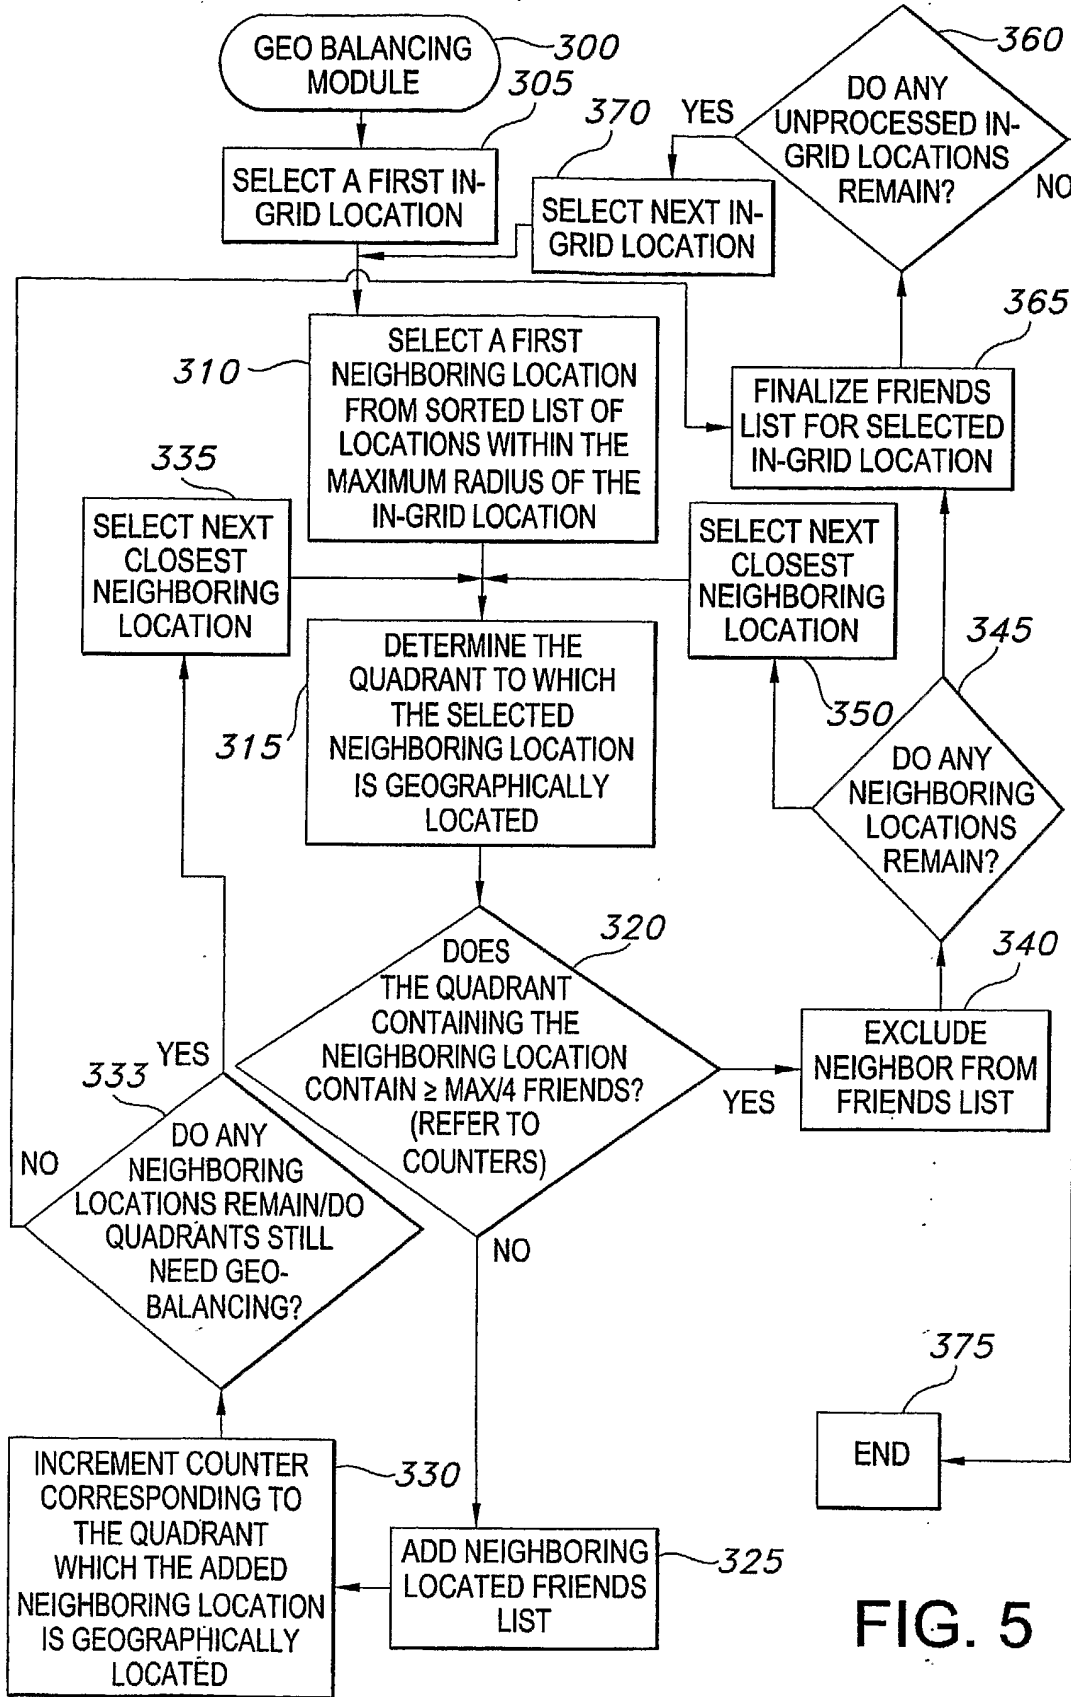 GEO BALANCING
MODULE
300
305
SELECT A FIRST IN-
GRID LOCATION
370
SELECT NEXT IN-
GRID LOCATION
YES
360
DO ANY
UNPROCESSED IN-
GRID LOCATIONS
REMAIN?
NO
310
SELECT A FIRST
NEIGHBORING LOCATION
FROM SORTED LIST OF
LOCATIONS WITHIN THE
MAXIMUM RADIUS OF THE
IN-GRID LOCATION
365
FINALIZE FRIENDS
LIST FOR SELECTED
IN-GRID LOCATION
335
SELECT NEXT
CLOSEST
NEIGHBORING
LOCATION
SELECT NEXT
CLOSEST
NEIGHBORING
LOCATION
350
345
DO ANY
NEIGHBORING
LOCATIONS
REMAIN?
315
DETERMINE THE
QUADRANT TO WHICH
THE SELECTED
NEIGHBORING LOCATION
IS GEOGRAPHICALLY
LOCATED
320
DOES
THE QUADRANT
CONTAINING THE
NEIGHBORING LOCATION
CONTAIN ≥ MAX/4 FRIENDS?
(REFER TO
COUNTERS)
YES
NO
340
EXCLUDE
NEIGHBOR FROM
FRIENDS LIST
333
YES
NO
DO ANY
NEIGHBORING
LOCATIONS REMAIN/DO
QUADRANTS STILL
NEED GEO-
BALANCING?
375
END
INCREMENT COUNTER
CORRESPONDING TO
THE QUADRANT
WHICH THE ADDED
NEIGHBORING LOCATION
IS GEOGRAPHICALLY
LOCATED
330
ADD NEIGHBORING
LOCATED FRIENDS
LIST
325
FIG. 5